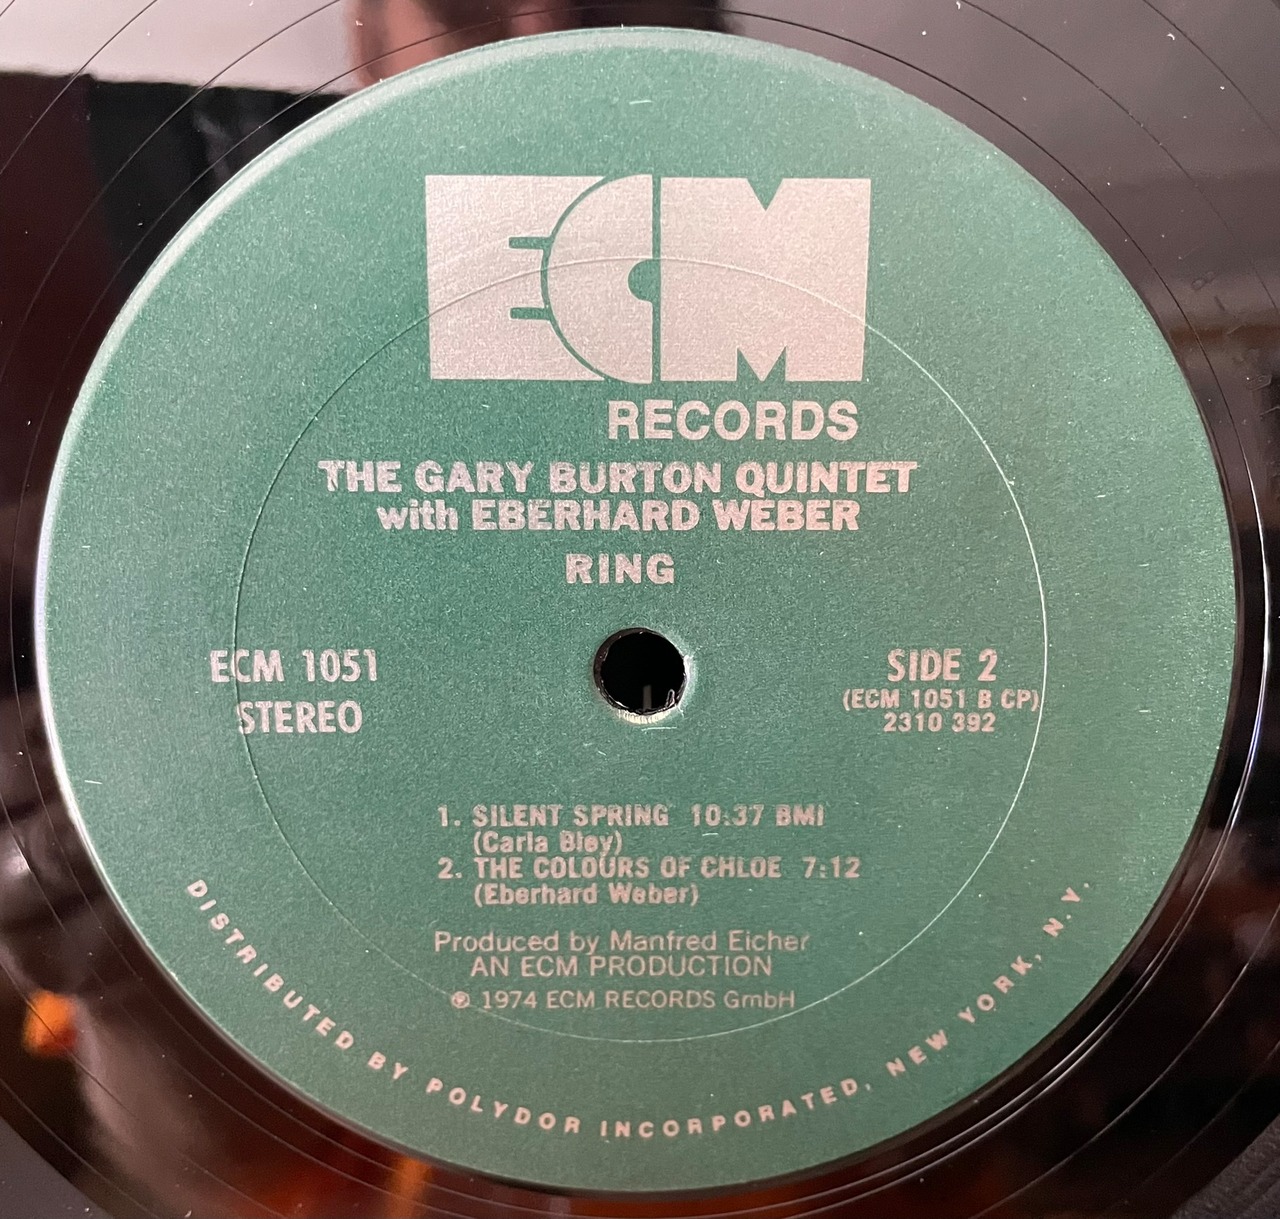 ECM
RECORDS
THE GARY BURTON QUINTET
with EBERHARD WEBER
RING
ECM 1051
STEREO
SIDE 2
(ECM 1051 B CP)
2310 392
1. SILENT SPRING 10:37 BMI
(Carla Bley)
2. THE COLOURS OF CHLOE 7:12
(Eberhard Weber)
Produced by Manfred Eicher
AN ECM PRODUCTION
℗ 1974 ECM RECORDS GmbH
DISTRIBUTED BY POLYDOR INCORPORATED, NEW YORK, N.Y.